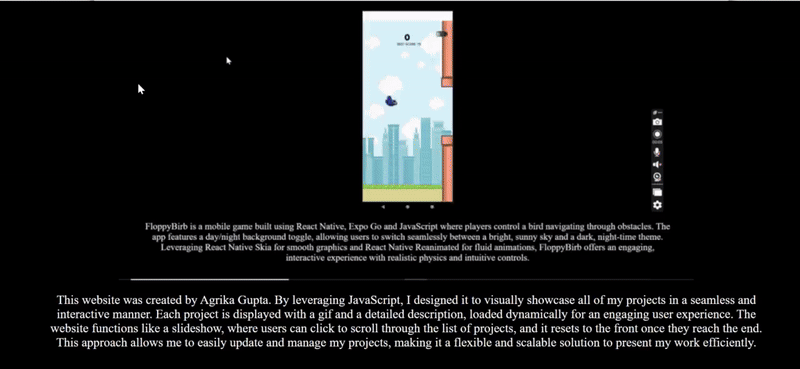 0
FloppyBirb is a mobile game built using React Native, Expo Go and JavaScript where players control a bird navigating through obstacles. The
app features a day/night background toggle, allowing users to switch seamlessly between a bright, sunny sky and a dark, night-time theme.
Leveraging React Native Skia for smooth graphics and React Native Reanimated for fluid animations, FloppyBirb offers an engaging,
interactive experience with realistic physics and intuitive controls.
This website was created by Agrika Gupta. By leveraging JavaScript, I designed it to visually showcase all of my projects in a seamless and
interactive manner. Each project is displayed with a gif and a detailed description, loaded dynamically for an engaging user experience. The
website functions like a slideshow, where users can click to scroll through the list of projects, and it resets to the front once they reach the end.
This approach allows me to easily update and manage my projects, making it a flexible and scalable solution to present my work efficiently.